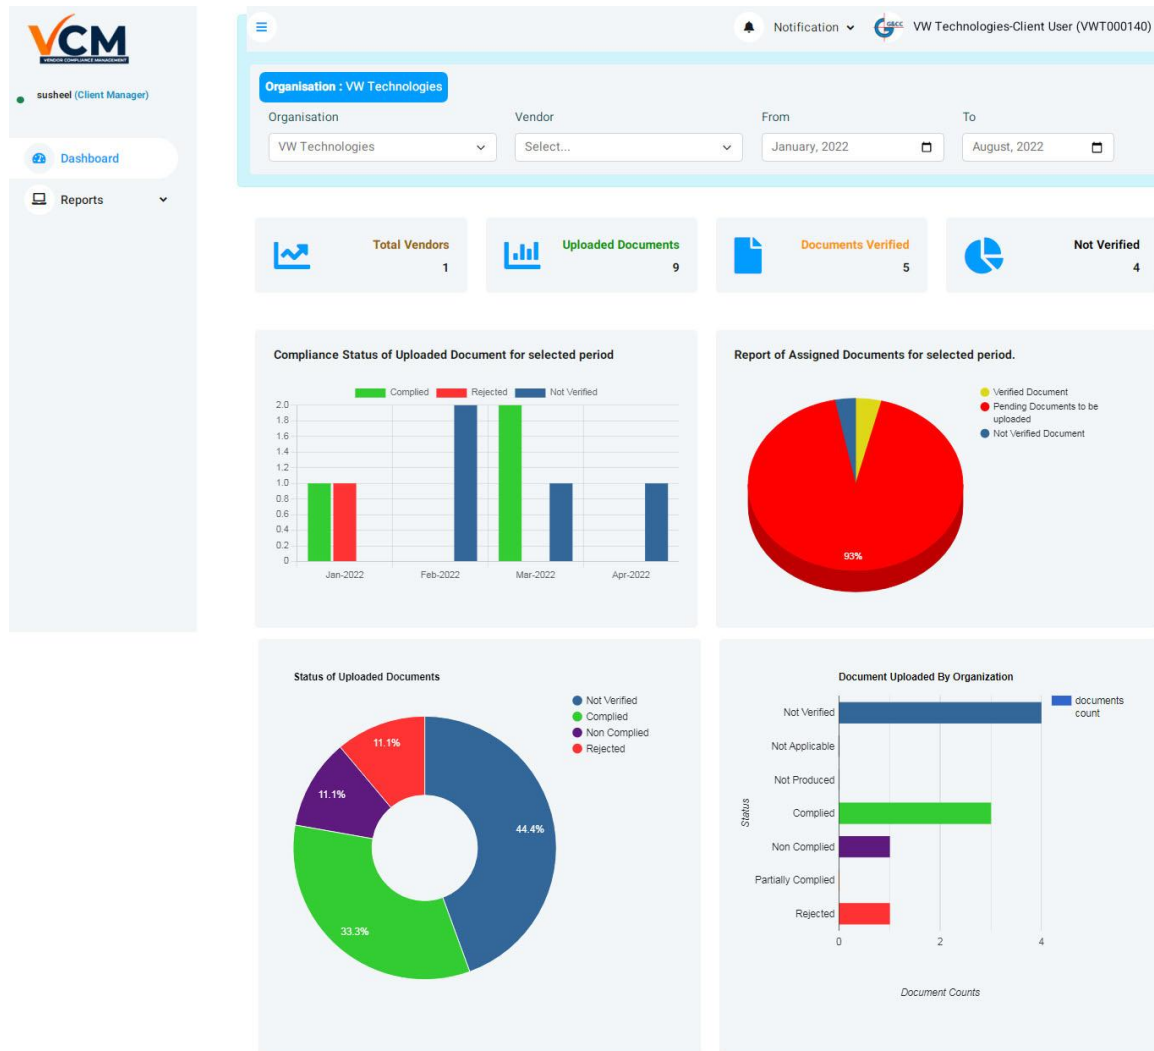 VCM
VENDOR COMPLIANCE MANAGEMENT
susheel (Client Manager)
Dashboard
Reports
Notification
GBCC
VW Technologies-Client User (VWT000140)
Organisation : VW Technologies
Organisation Vendor From To
VW Technologies Select... January, 2022 August, 2022
Total Vendors
1
Uploaded Documents
9
Documents Verified
5
Not Verified
4
Compliance Status of Uploaded Document for selected period
Complied Rejected Not Verified
2.0
1.8
1.6
1.4
1.2
1.0
0.8
0.6
0.4
0.2
0
Jan-2022 Feb-2022 Mar-2022 Apr-2022
Report of Assigned Documents for selected period.
Verified Document
Pending Documents to be
uploaded
Not Verified Document
93%
Status of Uploaded Documents
Not Verified
Complied
Non Complied
Rejected
11.1%
11.1%
44.4%
33.3%
Document Uploaded By Organization
documents
count
Not Verified
Not Applicable
Not Produced
Complied
Non Complied
Partially Complied
Rejected
Status
0 2 4
Document Counts